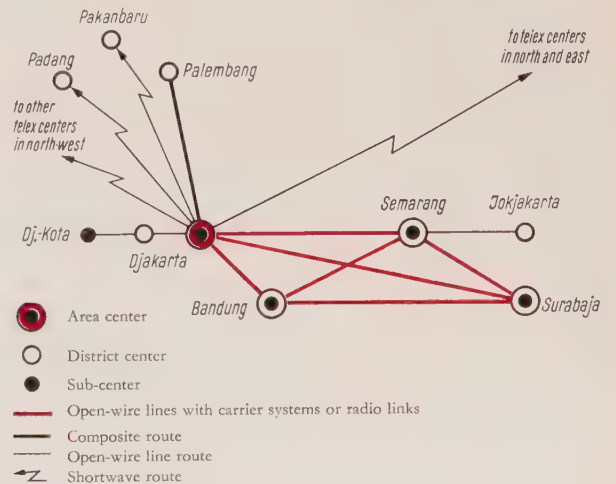 Pakanbaru
Padang
Palembang
to telex centers
in north and east
to other
telex centers
in north-west
Semarang
Jokjakarta
Dj.-Kota
Djakarta
Bandung
Surabaja
Area center
District center
Sub-center
Open-wire lines with carrier systems or radio links
Composite route
Open-wire line route
Shortwave route